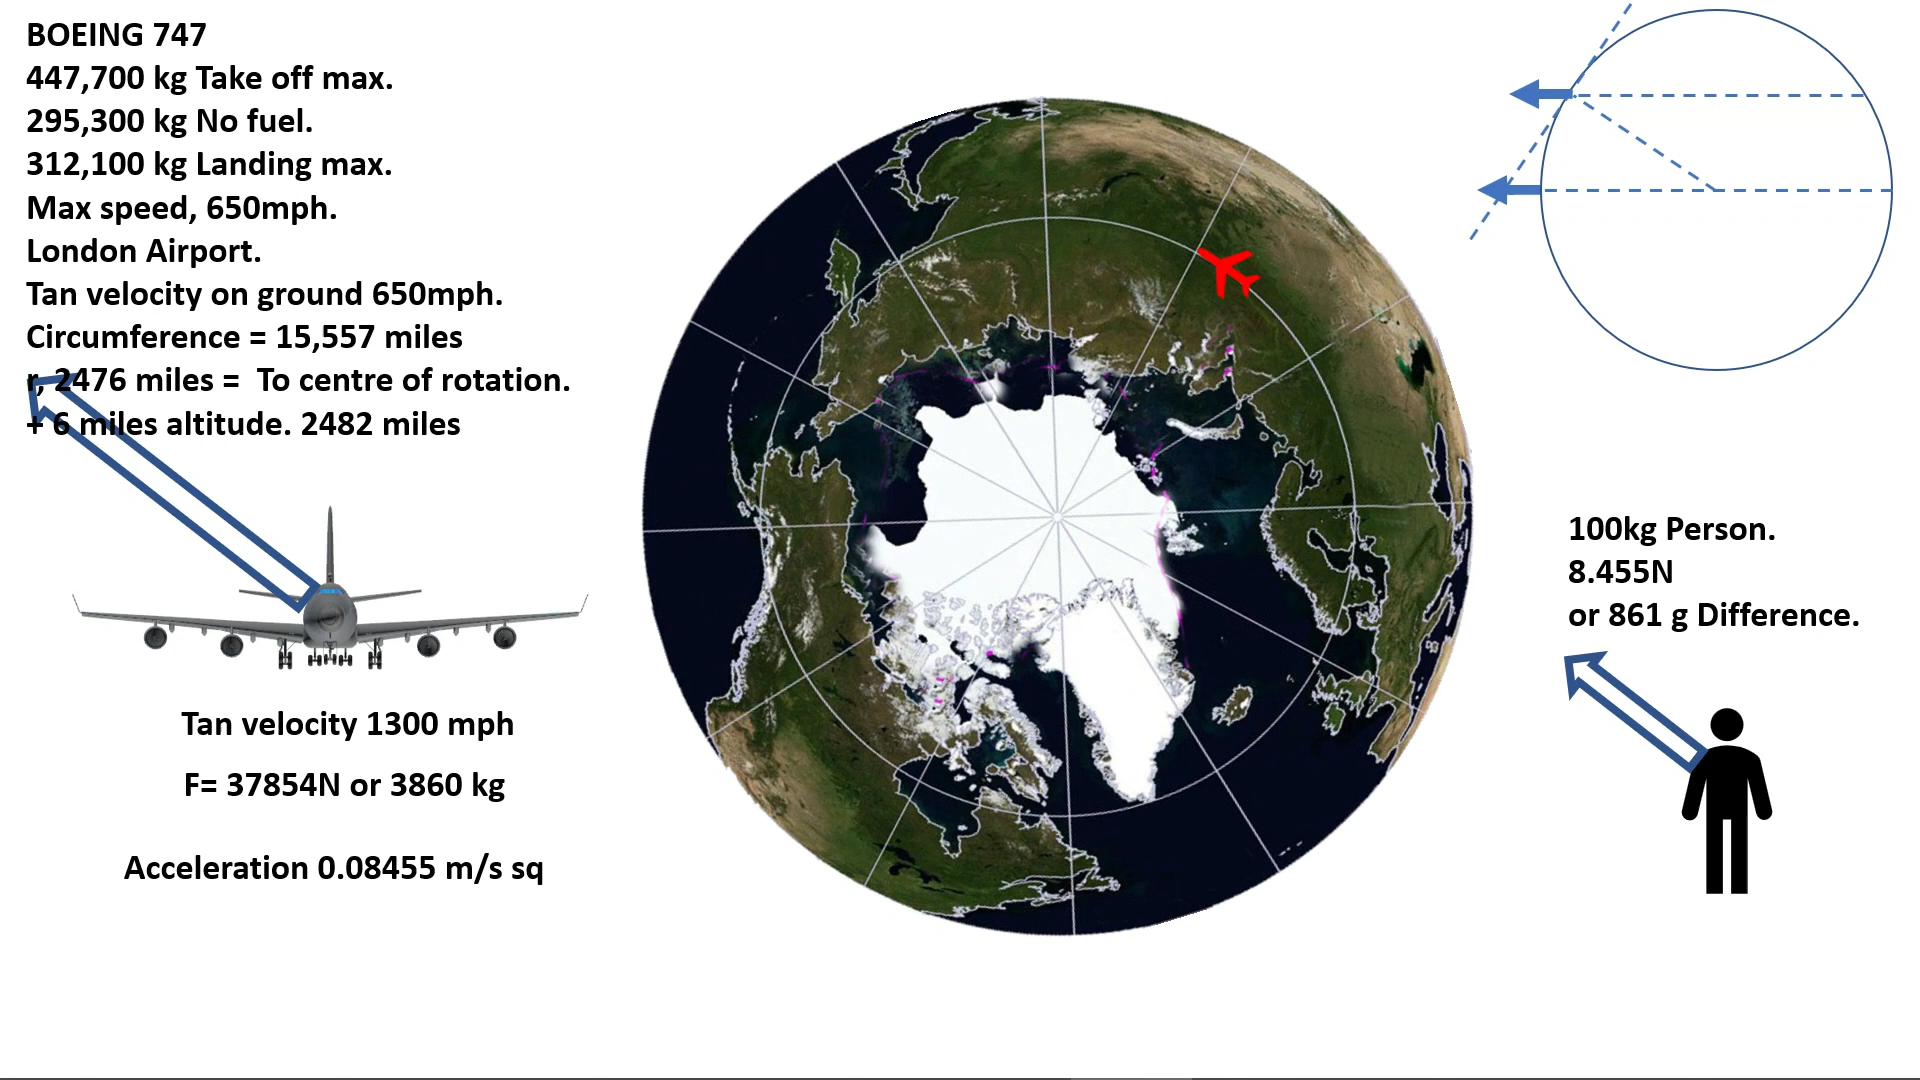 BOEING 747
447,700 kg Take off max.
295,300 kg No fuel.
312,100 kg Landing max.
Max speed, 650mph.
London Airport.
Tan velocity on ground 650mph.
Circumference = 15,557 miles
r, 2476 miles =  To centre of rotation.
+ 6 miles altitude. 2482 miles
Tan velocity 1300 mph
F= 37854N or 3860 kg
Acceleration 0.08455 m/s sq
100kg Person.
8.455N
or 861 g Difference.